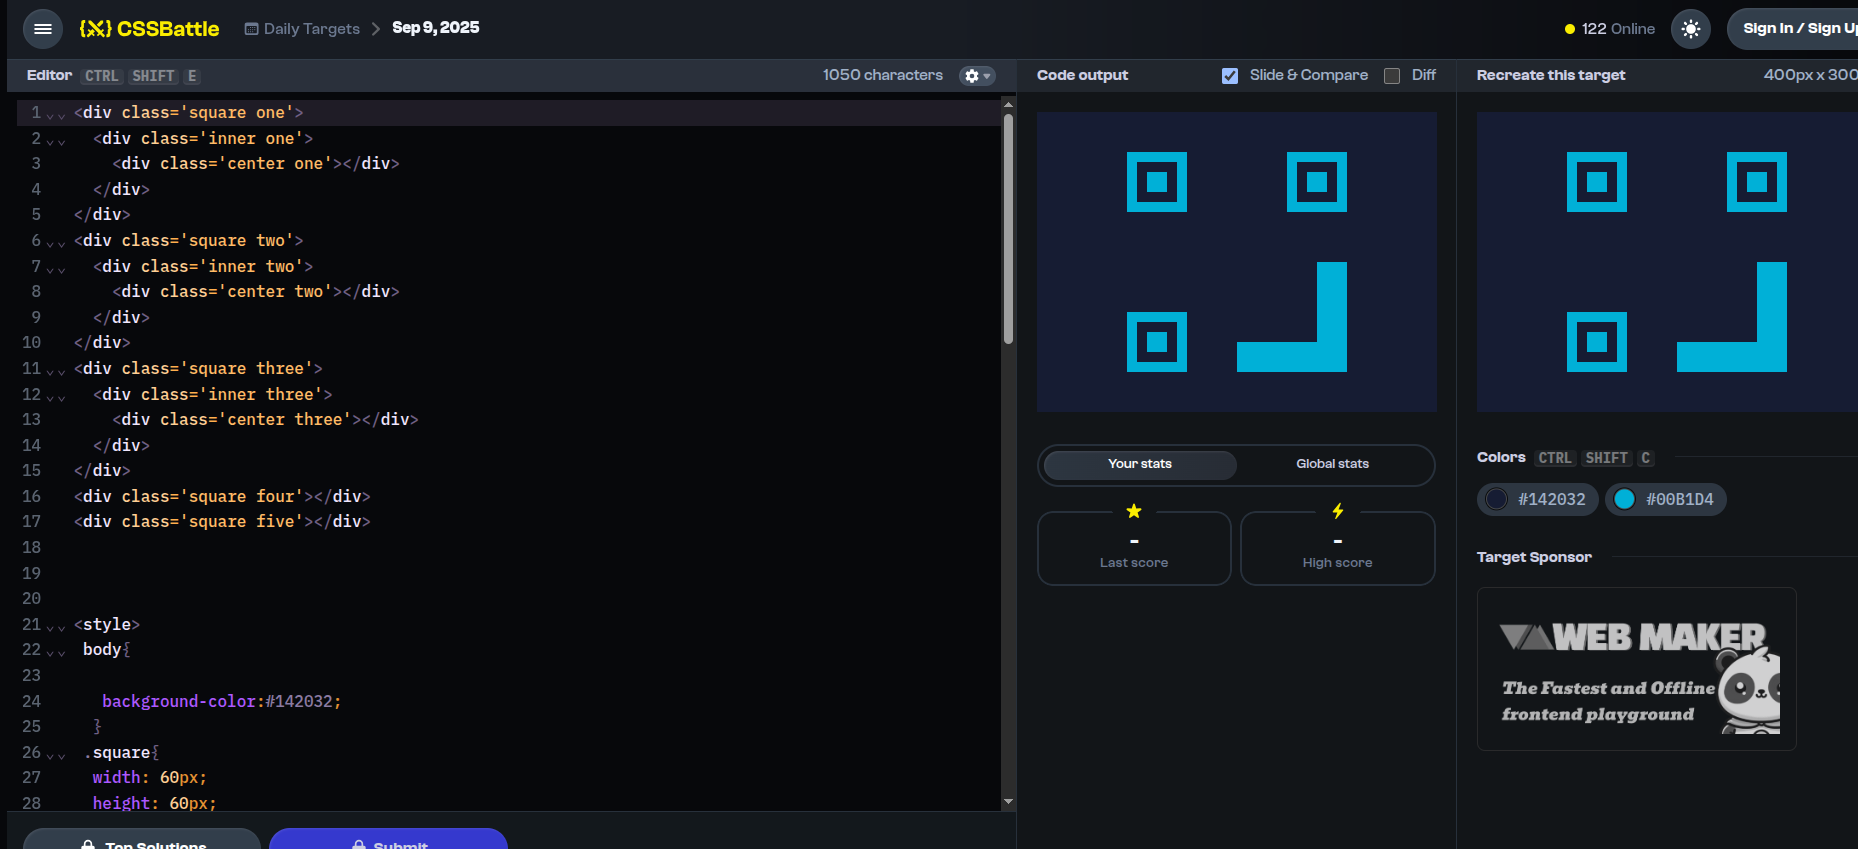 {X} CSSBattle Daily Targets > Sep 9, 2025 122 Online Sign In / Sign Up
Editor CTRL SHIFT E 1050 characters
Code output Slide & Compare Diff
Recreate this target 400px x 300
1 <div class='square one'>
2 <div class='inner one'>
3 <div class='center one'></div>
4 </div>
5 </div>
6 <div class='square two'>
7 <div class='inner two'>
8 <div class='center two'></div>
9 </div>
10 </div>
11 <div class='square three'>
12 <div class='inner three'>
13 <div class='center three'></div>
14 </div>
15 </div>
16 <div class='square four'></div>
17 <div class='square five'></div>
18
19
20
21 <style>
22 body{
23
24 background-color:#142032;
25 }
26 .square{
27 width: 60px;
28 height: 60px;
Top Solutions Submit
Your stats Global stats
- -
Last score High score
Colors CTRL SHIFT C
#142032 #00B1D4
Target Sponsor
WEB MAKER
The Fastest and Offline
frontend playground